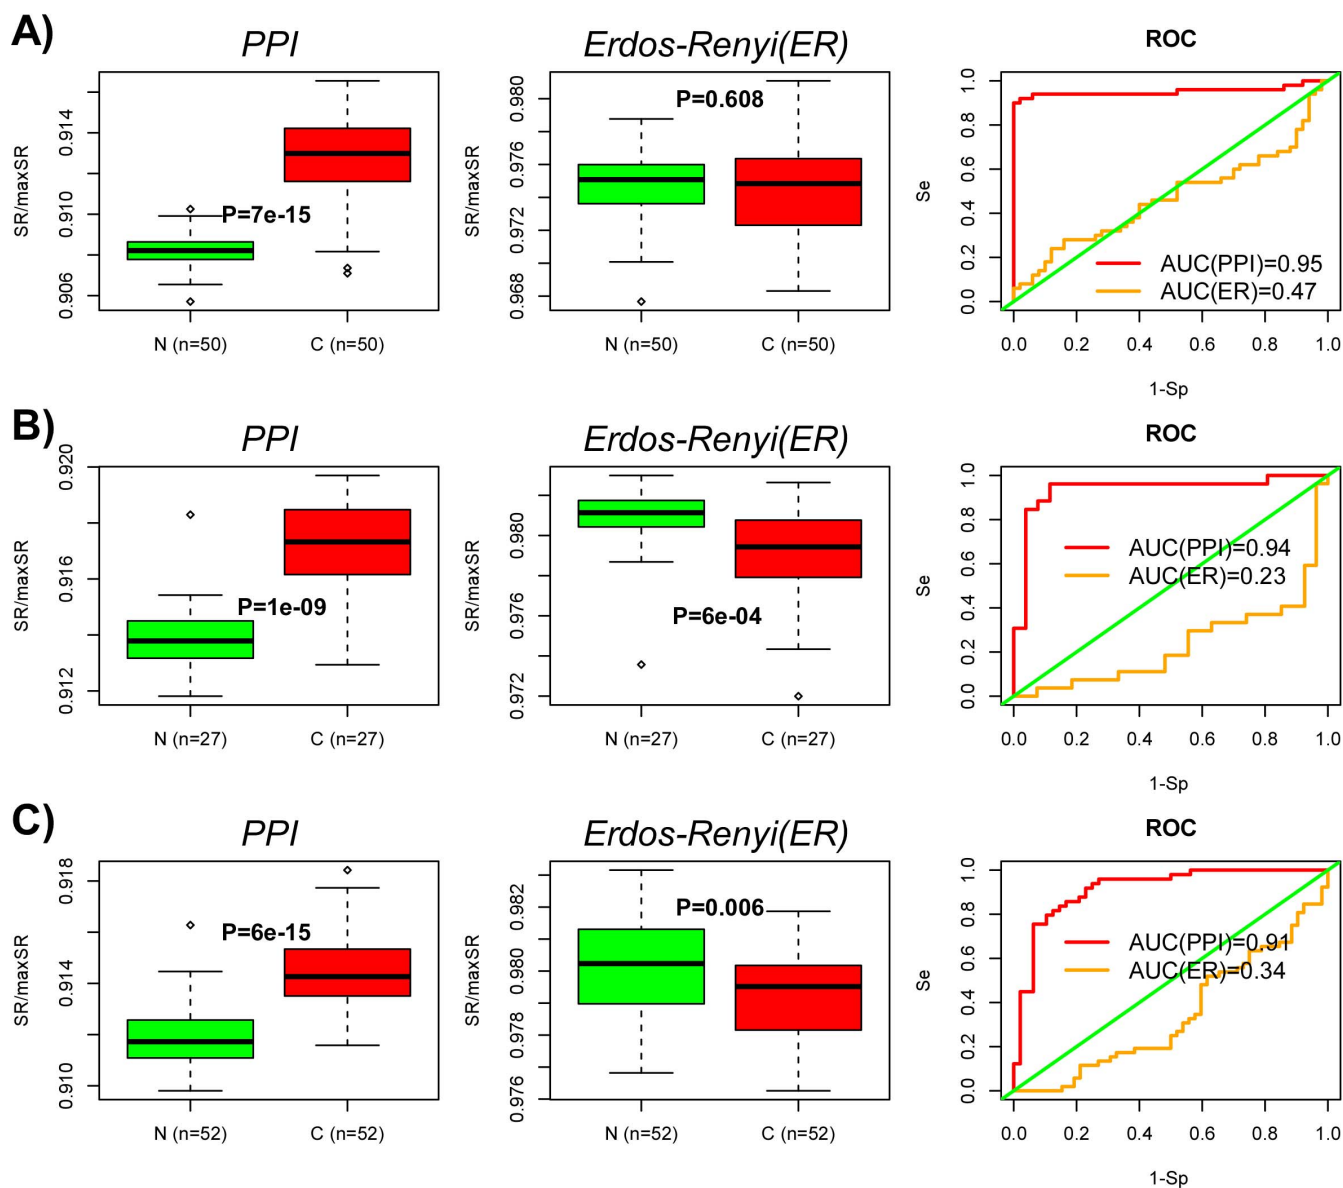 A)
PPI
Erdos-Renyi(ER)
ROC
SR/maxSR
0.906
0.910
0.914
P=7e-15
N (n=50)
C (n=50)
SR/maxSR
0.968
0.972
0.976
0.980
P=0.608
N (n=50)
C (n=50)
Se
0.0
0.2
0.4
0.6
0.8
1.0
AUC(PPI)=0.95
AUC(ER)=0.47
0.0 0.2 0.4 0.6 0.8 1.0
1-Sp
B)
PPI
Erdos-Renyi(ER)
ROC
SR/maxSR
0.912
0.916
0.920
P=1e-09
N (n=27)
C (n=27)
SR/maxSR
0.972
0.976
0.980
P=6e-04
N (n=27)
C (n=27)
Se
0.0
0.2
0.4
0.6
0.8
1.0
AUC(PPI)=0.94
AUC(ER)=0.23
0.0 0.2 0.4 0.6 0.8 1.0
1-Sp
C)
PPI
Erdos-Renyi(ER)
ROC
SR/maxSR
0.910
0.914
0.918
P=6e-15
N (n=52)
C (n=52)
SR/maxSR
0.976
0.978
0.980
0.982
P=0.006
N (n=52)
C (n=52)
Se
0.0
0.2
0.4
0.6
0.8
1.0
AUC(PPI)=0.91
AUC(ER)=0.34
0.0 0.2 0.4 0.6 0.8 1.0
1-Sp